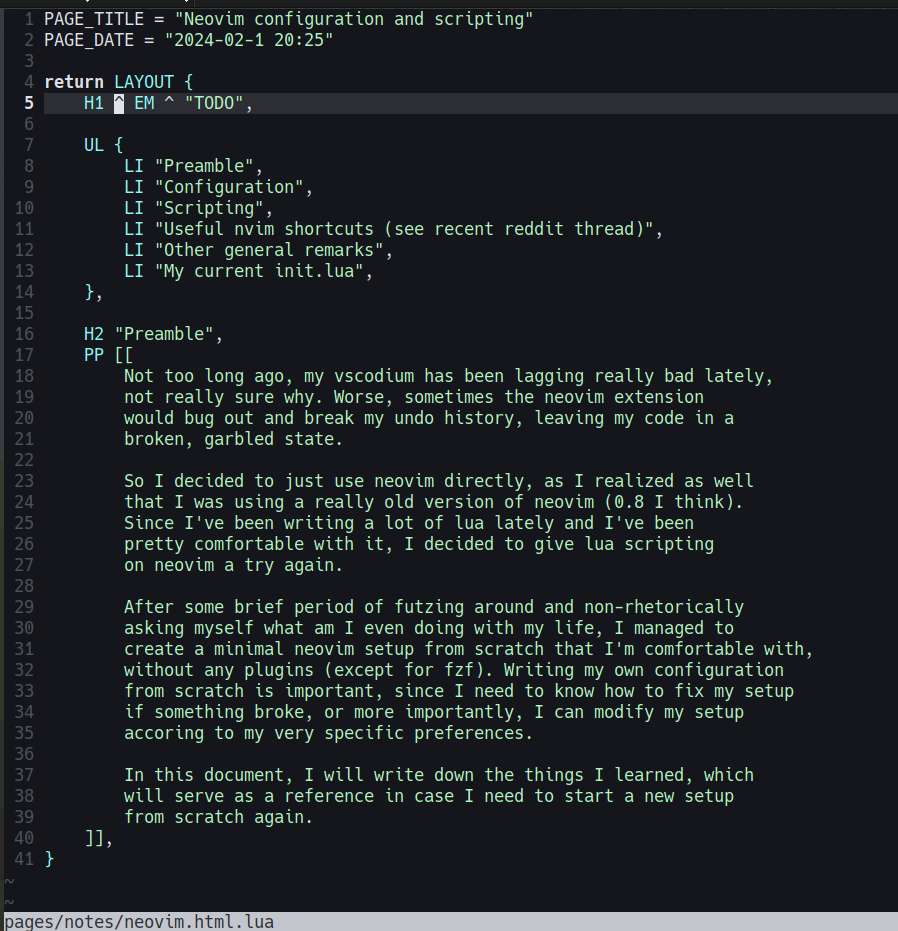 1 PAGE_TITLE = "Neovim configuration and scripting"
2 PAGE_DATE = "2024-02-1 20:25"
3
4 return LAYOUT {
5     H1 ^ EM ^ "TODO",
6
7     UL {
8         LI "Preamble",
9         LI "Configuration",
10         LI "Scripting",
11         LI "Useful nvim shortcuts (see recent reddit thread)",
12         LI "Other general remarks",
13         LI "My current init.lua",
14     },
15
16     H2 "Preamble",
17     PP [[
18         Not too long ago, my vscodium has been lagging really bad lately,
19         not really sure why. Worse, sometimes the neovim extension
20         would bug out and break my undo history, leaving my code in a
21         broken, garbled state.
22
23         So I decided to just use neovim directly, as I realized as well
24         that I was using a really old version of neovim (0.8 I think).
25         Since I've been writing a lot of lua lately and I've been
26         pretty comfortable with it, I decided to give lua scripting
27         on neovim a try again.
28
29         After some brief period of futzing around and non-rhetorically
30         asking myself what am I even doing with my life, I managed to
31         create a minimal neovim setup from scratch that I'm comfortable with,
32         without any plugins (except for fzf). Writing my own configuration
33         from scratch is important, since I need to know how to fix my setup
34         if something broke, or more importantly, I can modify my setup
35         accoring to my very specific preferences.
36
37         In this document, I will write down the things I learned, which
38         will serve as a reference in case I need to start a new setup
39         from scratch again.
40     ]],
41 }
~
~
pages/notes/neovim.html.lua